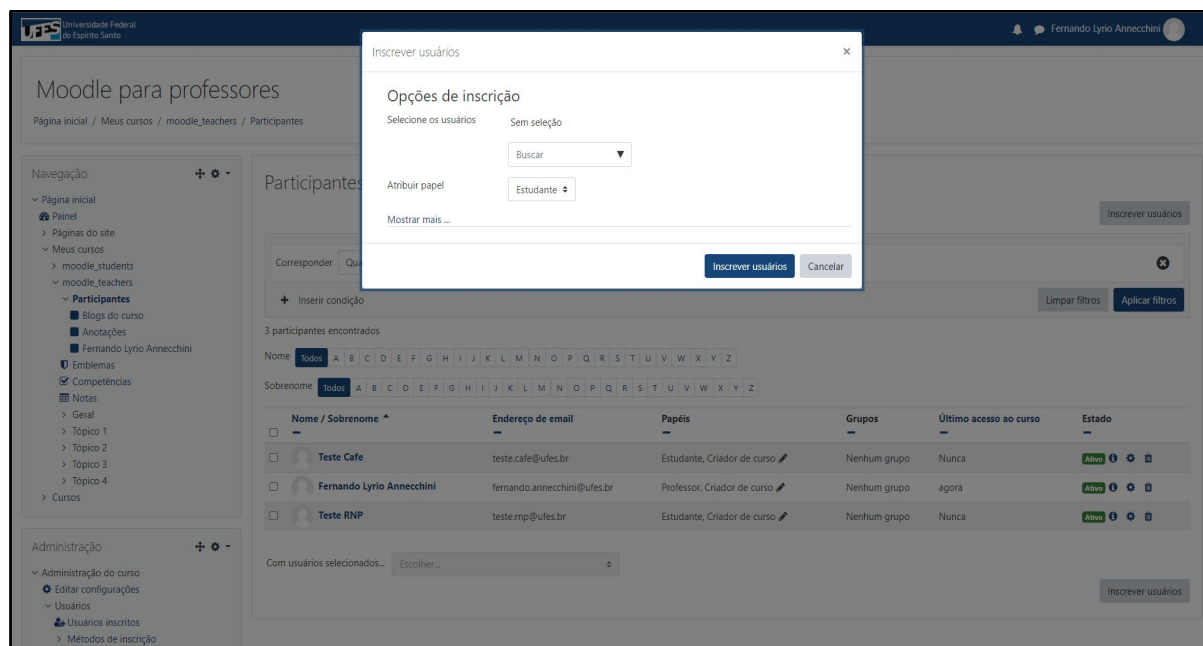 UFES Universidade Federal
do Espírito Santo
Fernando Lyrio Annecchini
Inscrever usuários ×
Opções de inscrição
Selecione os usuários Sem seleção
Buscar ▼
Atribuir papel Estudante
Mostrar mais ...
Inscrever usuários Cancelar
Moodle para professores
Página inicial / Meus cursos / moodle_teachers / Participantes
Navegação
Página inicial
Painel
Páginas do site
Meus cursos
moodle_students
moodle_teachers
Participantes
Blogs do curso
Anotações
Fernando Lyrio Annecchini
Emblemas
Competências
Notas
Geral
Tópico 1
Tópico 2
Tópico 3
Tópico 4
Cursos
Administração
Administração do curso
Editar configurações
Usuários
Usuários inscritos
Métodos de inscrição
Participantes
Inscrever usuários
Corresponder
Inserir condição
Limpar filtros Aplicar filtros
3 participantes encontrados
Nome Todos A B C D E F G H I J K L M N O P Q R S T U V W X Y Z
Sobrenome Todos A B C D E F G H I J K L M N O P Q R S T U V W X Y Z
Nome / Sobrenome Endereço de email Papéis Grupos Último acesso ao curso Estado
Teste Cafe teste.cafe@ufes.br Estudante, Criador de curso Nenhum grupo Nunca Ativo
Fernando Lyrio Annecchini fernando.annecchini@ufes.br Professor, Criador de curso Nenhum grupo agora Ativo
Teste RNP teste.rnp@ufes.br Estudante, Criador de curso Nenhum grupo Nunca Ativo
Com usuários selecionados... Escolher...
Inscrever usuários